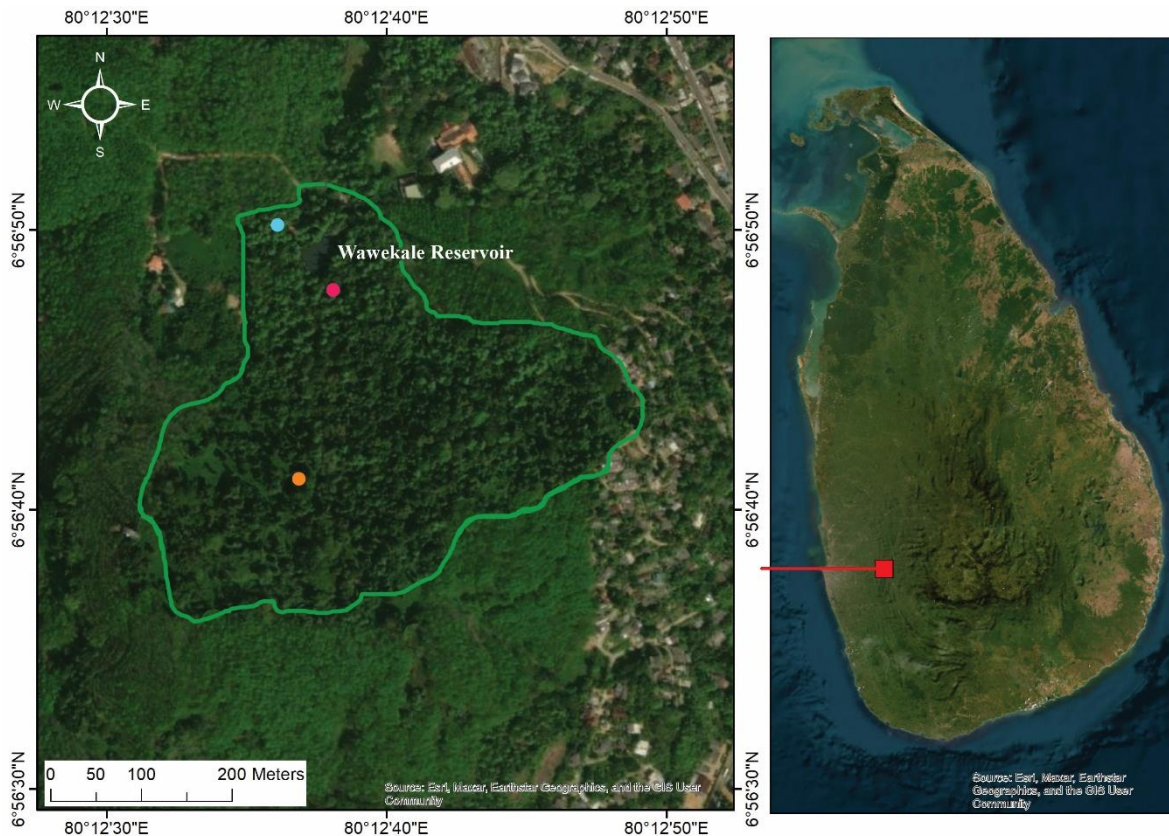 80°12'30"E 80°12'40"E 80°12'50"E
N
W E
S
6°56'50"N 6°56'50"N
Wawekale Reservoir
6°56'40"N 6°56'40"N
6°56'30"N 6°56'30"N
0 50 100 200 Meters
Source: Esri, Maxar, Earthstar Geographics, and the GIS User
Community
80°12'30"E 80°12'40"E 80°12'50"E
Source: Esri, Maxar, Earthstar
Geographics, and the GIS User
Community